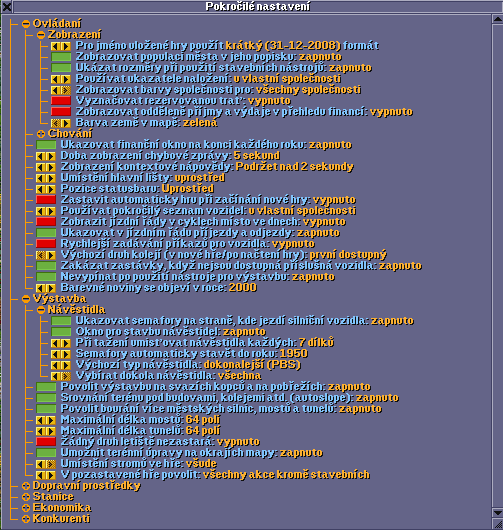 Pokročilé nastavení
Ovládání
Zobrazení
Pro jméno uložené hry použít krátký (31-12-2008) formát
Zobrazovat populaci města v jeho popisku: zapnuto
Ukázat rozměry při použití stavebních nástrojů: zapnuto
Používat ukazatele naložení: u vlastní společnosti
Zobrazovat barvy společnosti pro: všechny společnosti
Vyznačovat rezervovanou trať: vypnuto
Zobrazovat odděleně příjmy a výdaje v přehledu financí: vypnuto
Barva země v mapě: zelená
Chování
Ukazovat finanční okno na konci každého roku: zapnuto
Doba zobrazení chybové zprávy: 5 sekund
Zobrazení kontextové nápovědy: Podržet nad 2 sekundy
Umístění hlavní lišty: uprostřed
Pozice statusbaru: Uprostřed
Zastavit automaticky hru při začínání nové hry: vypnuto
Používat pokročilý seznam vozidel: u vlastní společnosti
Zobrazit jízdní řády v cyklech místo ve dnech: vypnuto
Ukazovat v jízdním řádu příjezdy a odjezdy: zapnuto
Rychlejší zadávání příkazů pro vozidla: vypnuto
Výchozí druh kolejí (v nové hře/po načtení hry): první dostupný
Zakázat zastávky, když nejsou dostupná příslušná vozidla: zapnuto
Nevypínat po použití nástroje pro výstavbu: zapnuto
Barevné noviny se objeví v roce: 2000
Výstavba
Návěstidla
Ukazovat semafory na straně, kde jezdí silniční vozidla: zapnuto
Okno pro stavbu návěstidel: zapnuto
Při tažení umisťovat návěstidla každých: 7 dílků
Semafory automaticky stavět do roku: 1950
Výchozí typ návěstidla: dokonalejší (PBS)
Vybírat dokola návěstidla: všechna
Povolit výstavbu na svazích kopců a na pobřežích: zapnuto
Srovnání terénu pod budovami, kolejemi atd. (autoslope): zapnuto
Povolit bourání více městských silnic, mostů a tunelů: zapnuto
Maximální délka mostů: 64 polí
Maximální délka tunelů: 64 polí
Žádný druh letiště nezastará: vypnuto
Umožnit terénní úpravy na okrajích mapy: zapnuto
Umístění stromů ve hře: všude
V pozastavené hře povolit: všechny akce kromě stavebních
Dopravní prostředky
Stanice
Ekonomika
Konkurenti